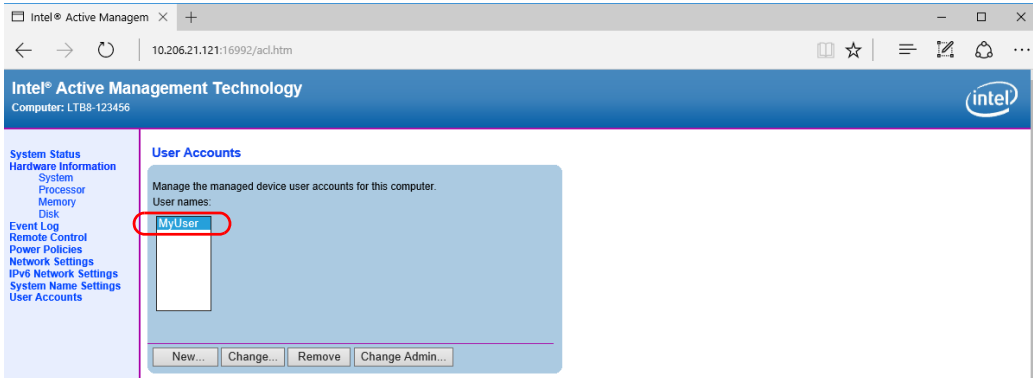 Intel® Active Managem
10.206.21.121:16992/acl.htm
Intel® Active Management Technology
Computer: LTB8-123456
intel
System Status
Hardware Information
System
Processor
Memory
Disk
Event Log
Remote Control
Power Policies
Network Settings
IPv6 Network Settings
System Name Settings
User Accounts
User Accounts
Manage the managed device user accounts for this computer.
User names:
MyUser
New... Change... Remove Change Admin...